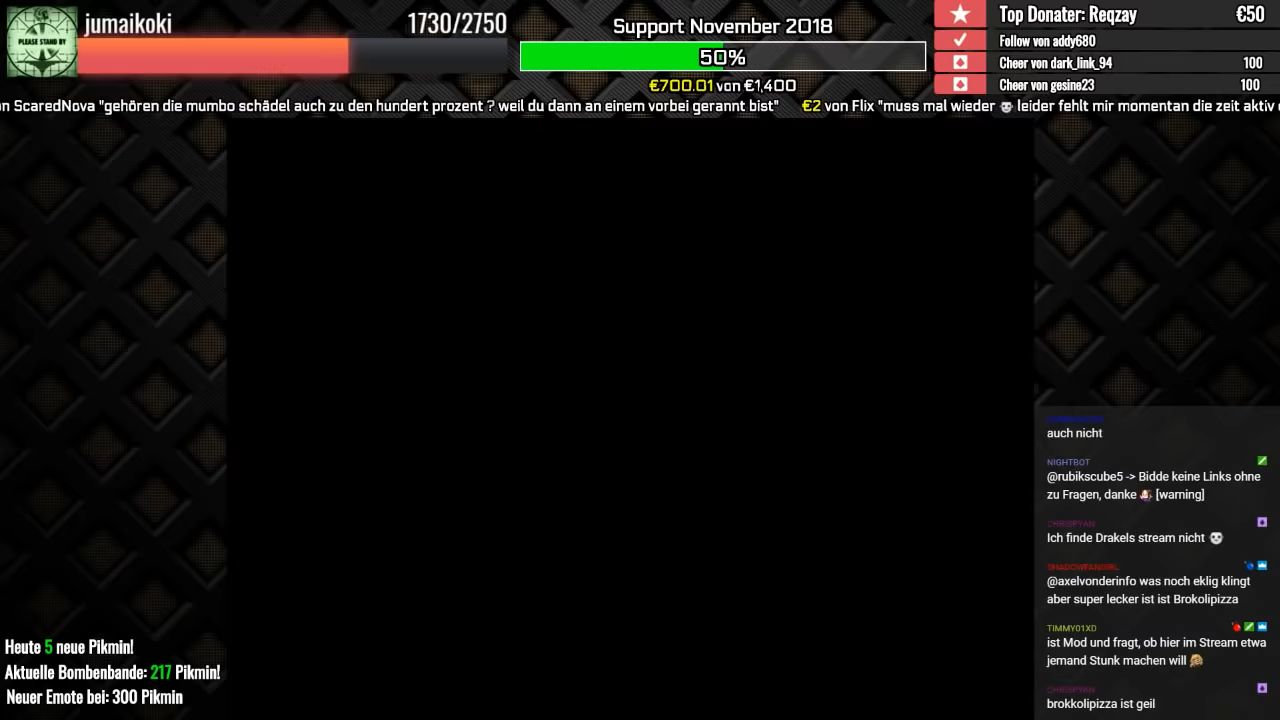 PLEASE STAND BY
jumaikoki
1730/2750
Support November 2018
50%
€700.01 von €1,400
Top Donater: Reqzay €50
Follow von addy680
Cheer von dark_link_94 100
Cheer von gesine23 100
n ScaredNova "gehören die mumbo schädel auch zu den hundert prozent ? weil du dann an einem vorbei gerannt bist" €2 von Flix "muss mal wieder leider fehlt mir momentan die zeit aktiv
auch nicht
NIGHTBOT
@rubikscube5 -> Bidde keine Links ohne
zu Fragen, danke [warning]
CHRISPYAN
Ich finde Drakels stream nicht
SHADOWFANGIRL
@axelvonderinfo was noch eklig klingt
aber super lecker ist ist Brokolipizza
TIMMY01XD
ist Mod und fragt, ob hier im Stream etwa
jemand Stunk machen will
CHRISPYAN
brokkolipizza ist geil
Heute 5 neue Pikmin!
Aktuelle Bombenbande: 217 Pikmin!
Neuer Emote bei: 300 Pikmin